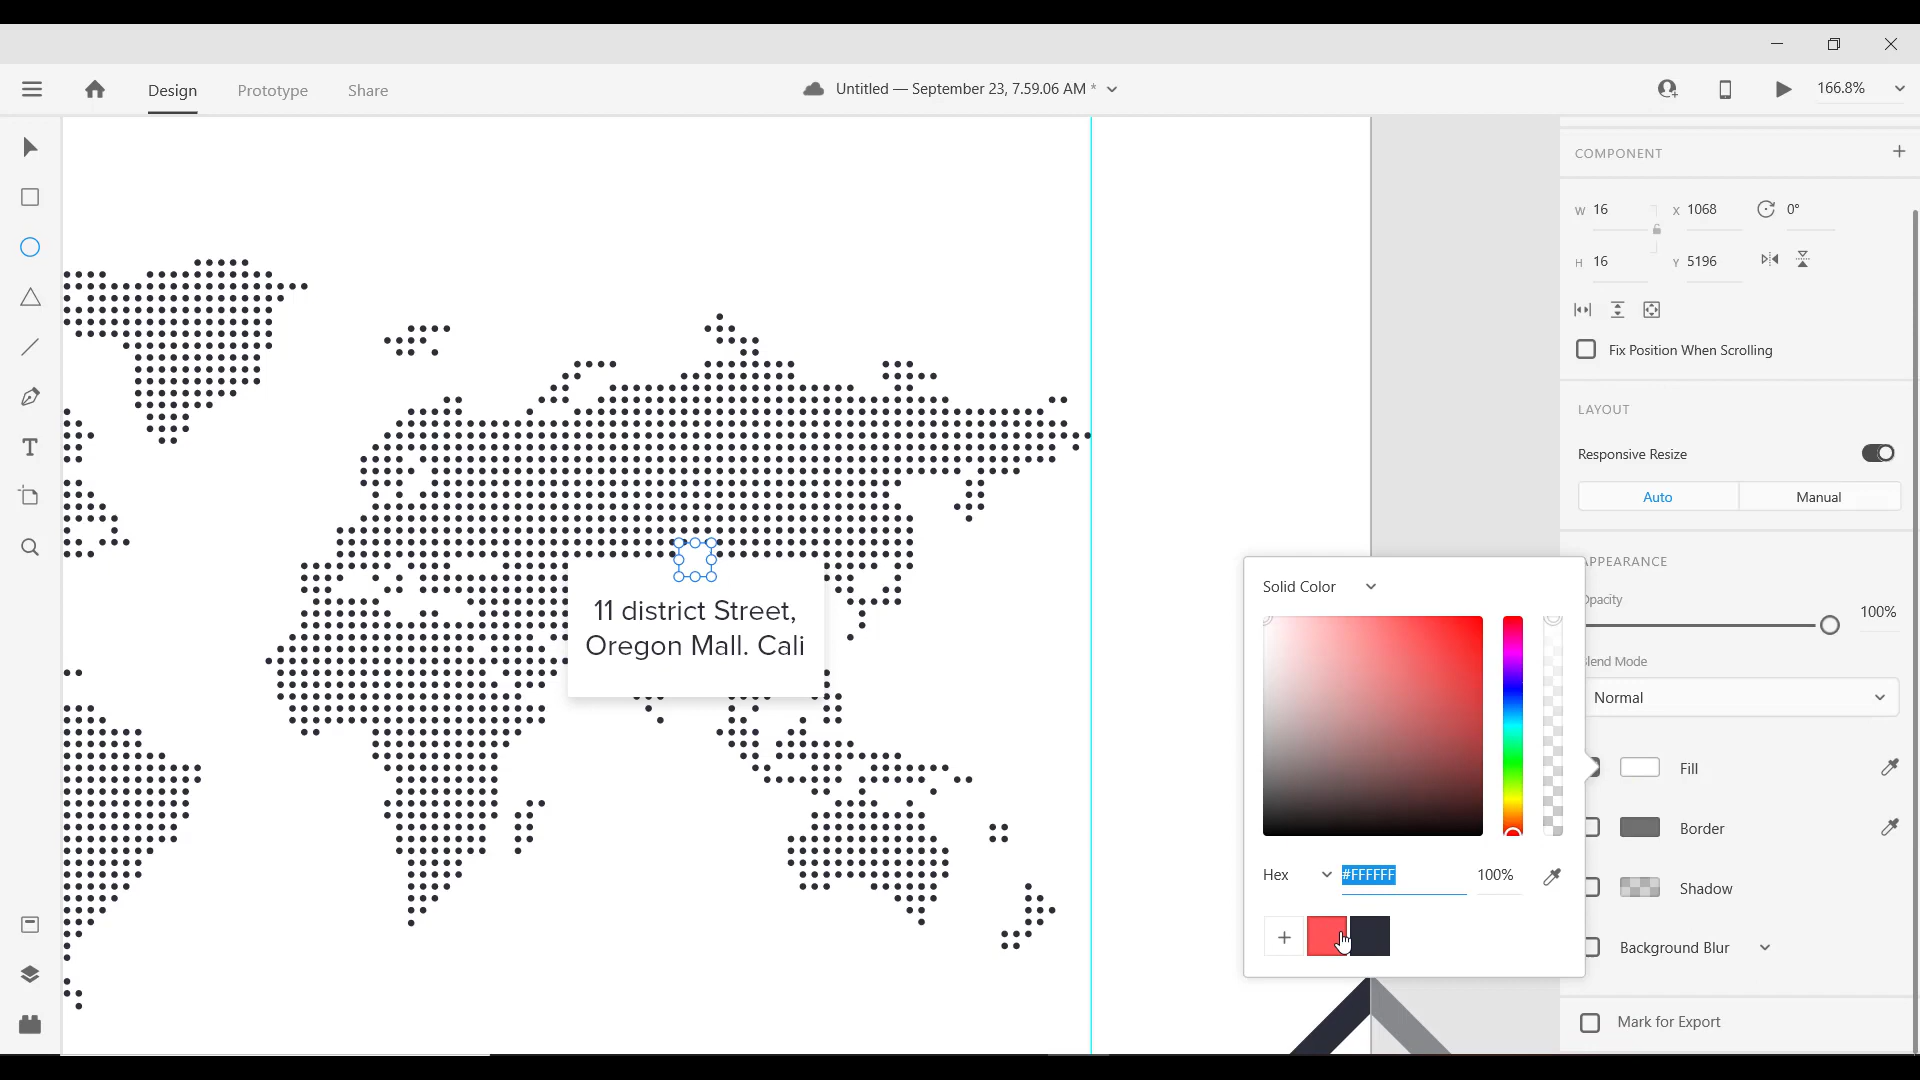 Design
Prototype
Share
Untitled — September 23, 7.59.06 AM *
166.8%
COMPONENT
W 16
X 1068
0°
H 16
Y 5196
Fix Position When Scrolling
LAYOUT
Responsive Resize
Auto
Manual
11 district Street,
Oregon Mall. Cali
Solid Color
PPEARANCE
pacity
100%
lend Mode
Normal
Fill
Border
Hex
#FFFFFF
100%
Shadow
Background Blur
Mark for Export